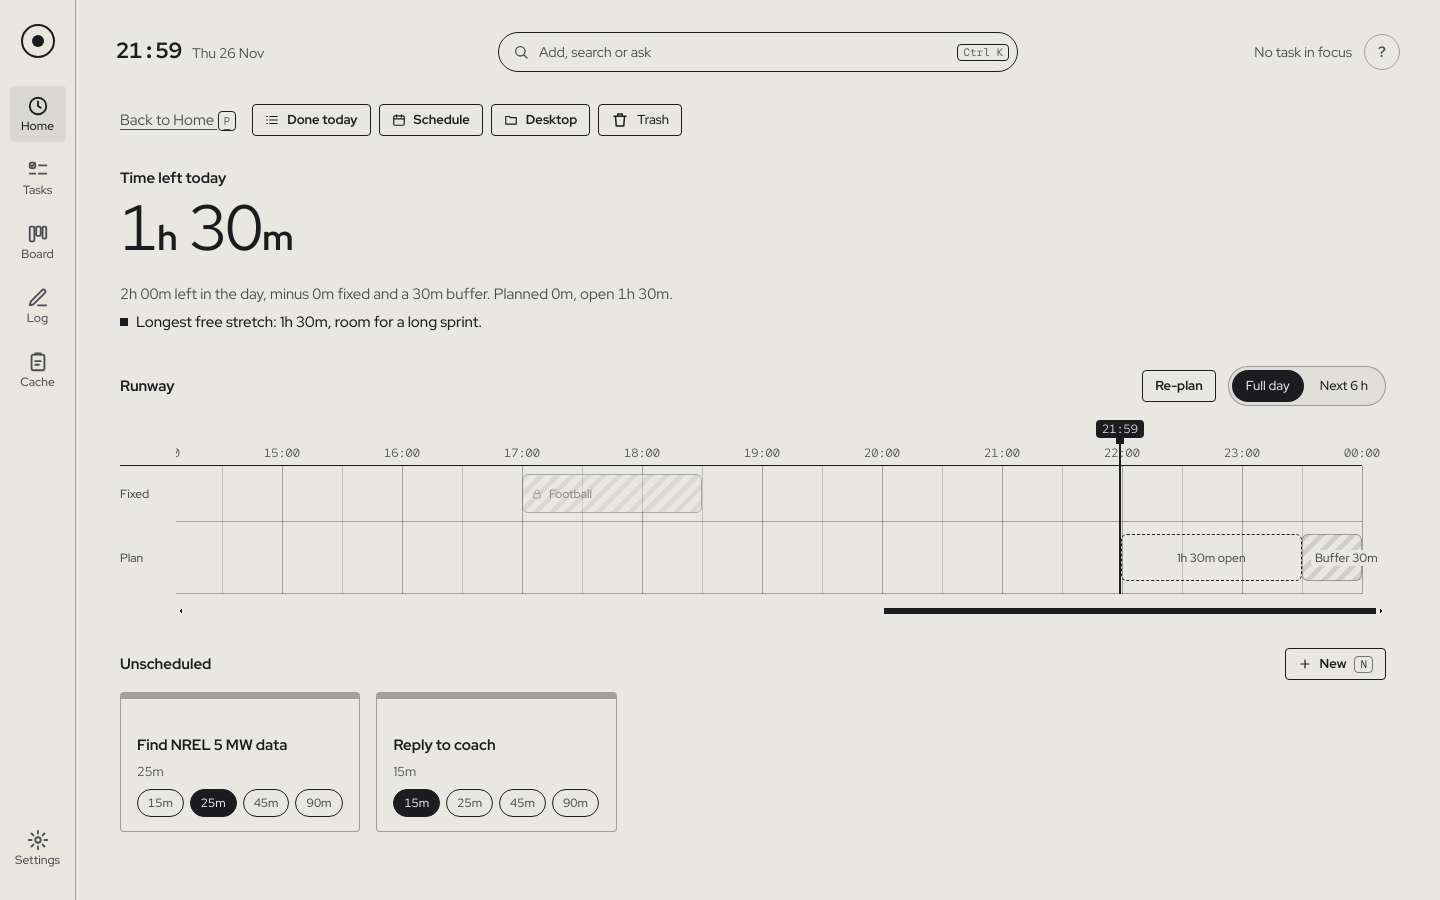 21:59 Thu 26 Nov
Add, search or ask Ctrl K
No task in focus ?
Home
Tasks
Board
Log
Cache
Settings
Back to Home P Done today Schedule Desktop Trash
Time left today
1h 30m
2h 00m left in the day, minus 0m fixed and a 30m buffer. Planned 0m, open 1h 30m.
Longest free stretch: 1h 30m, room for a long sprint.
Runway Re-plan Full day Next 6 h
21:59
15:00 16:00 17:00 18:00 19:00 20:00 21:00 22:00 23:00 00:00
Fixed Football
Plan 1h 30m open Buffer 30m
Unscheduled + New N
Find NREL 5 MW data
25m
15m 25m 45m 90m
Reply to coach
15m
15m 25m 45m 90m